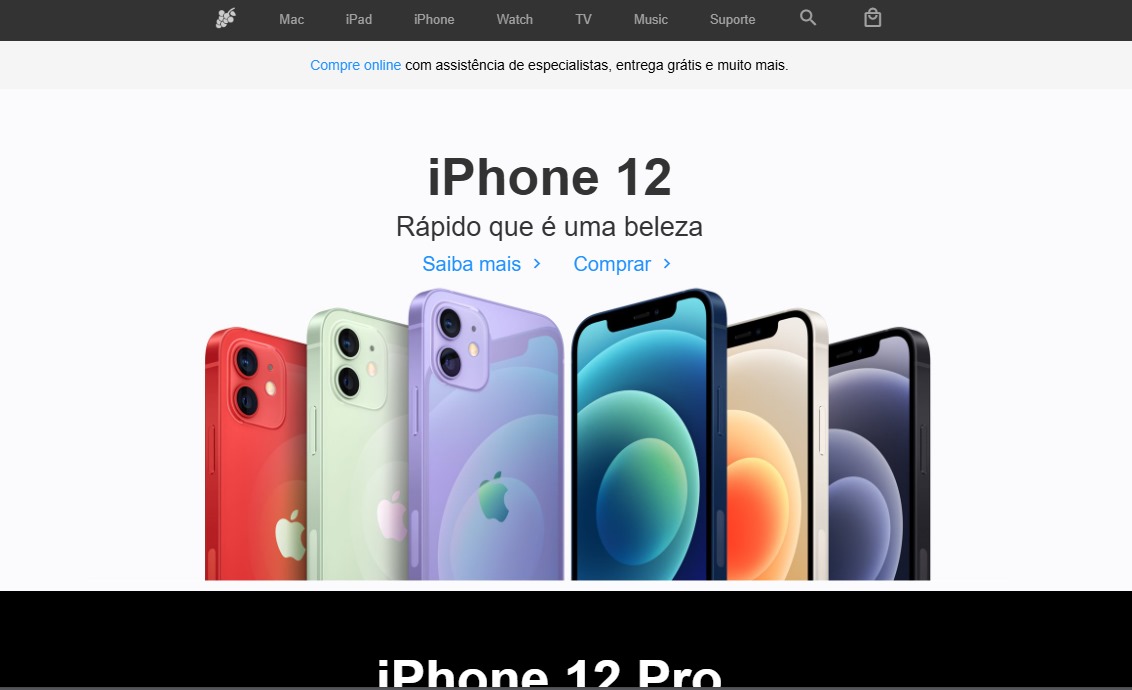 Mac iPad iPhone Watch TV Music Suporte
Compre online com assistência de especialistas, entrega grátis e muito mais.
iPhone 12
Rápido que é uma beleza
Saiba mais > Comprar >
iPhone 12 Pro